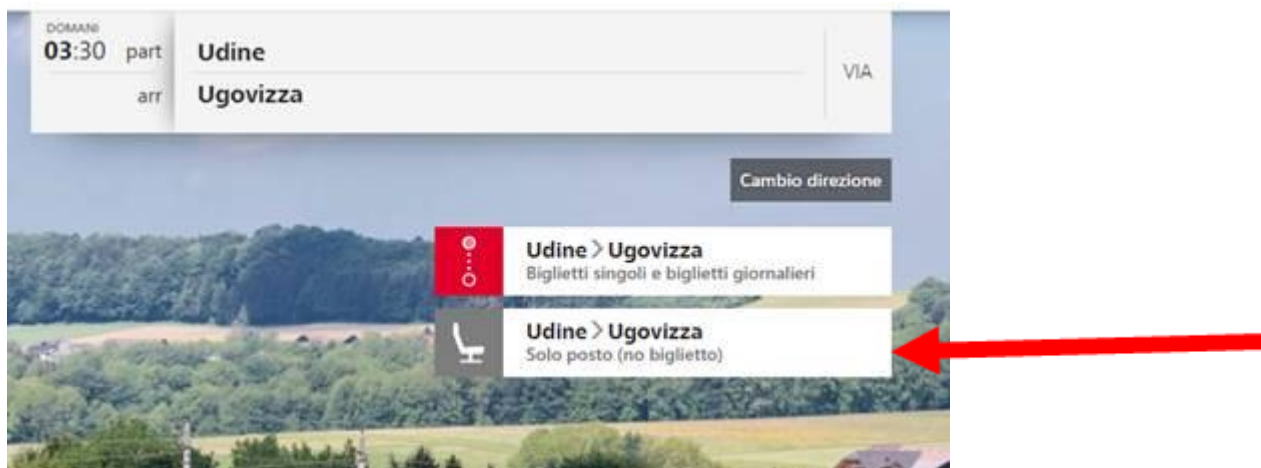 DOMANI
03:30 part Udine
VIA
arr Ugovizza
Cambio direzione
Udine > Ugovizza
Biglietti singoli e biglietti giornalieri
Udine > Ugovizza
Solo posto (no biglietto)